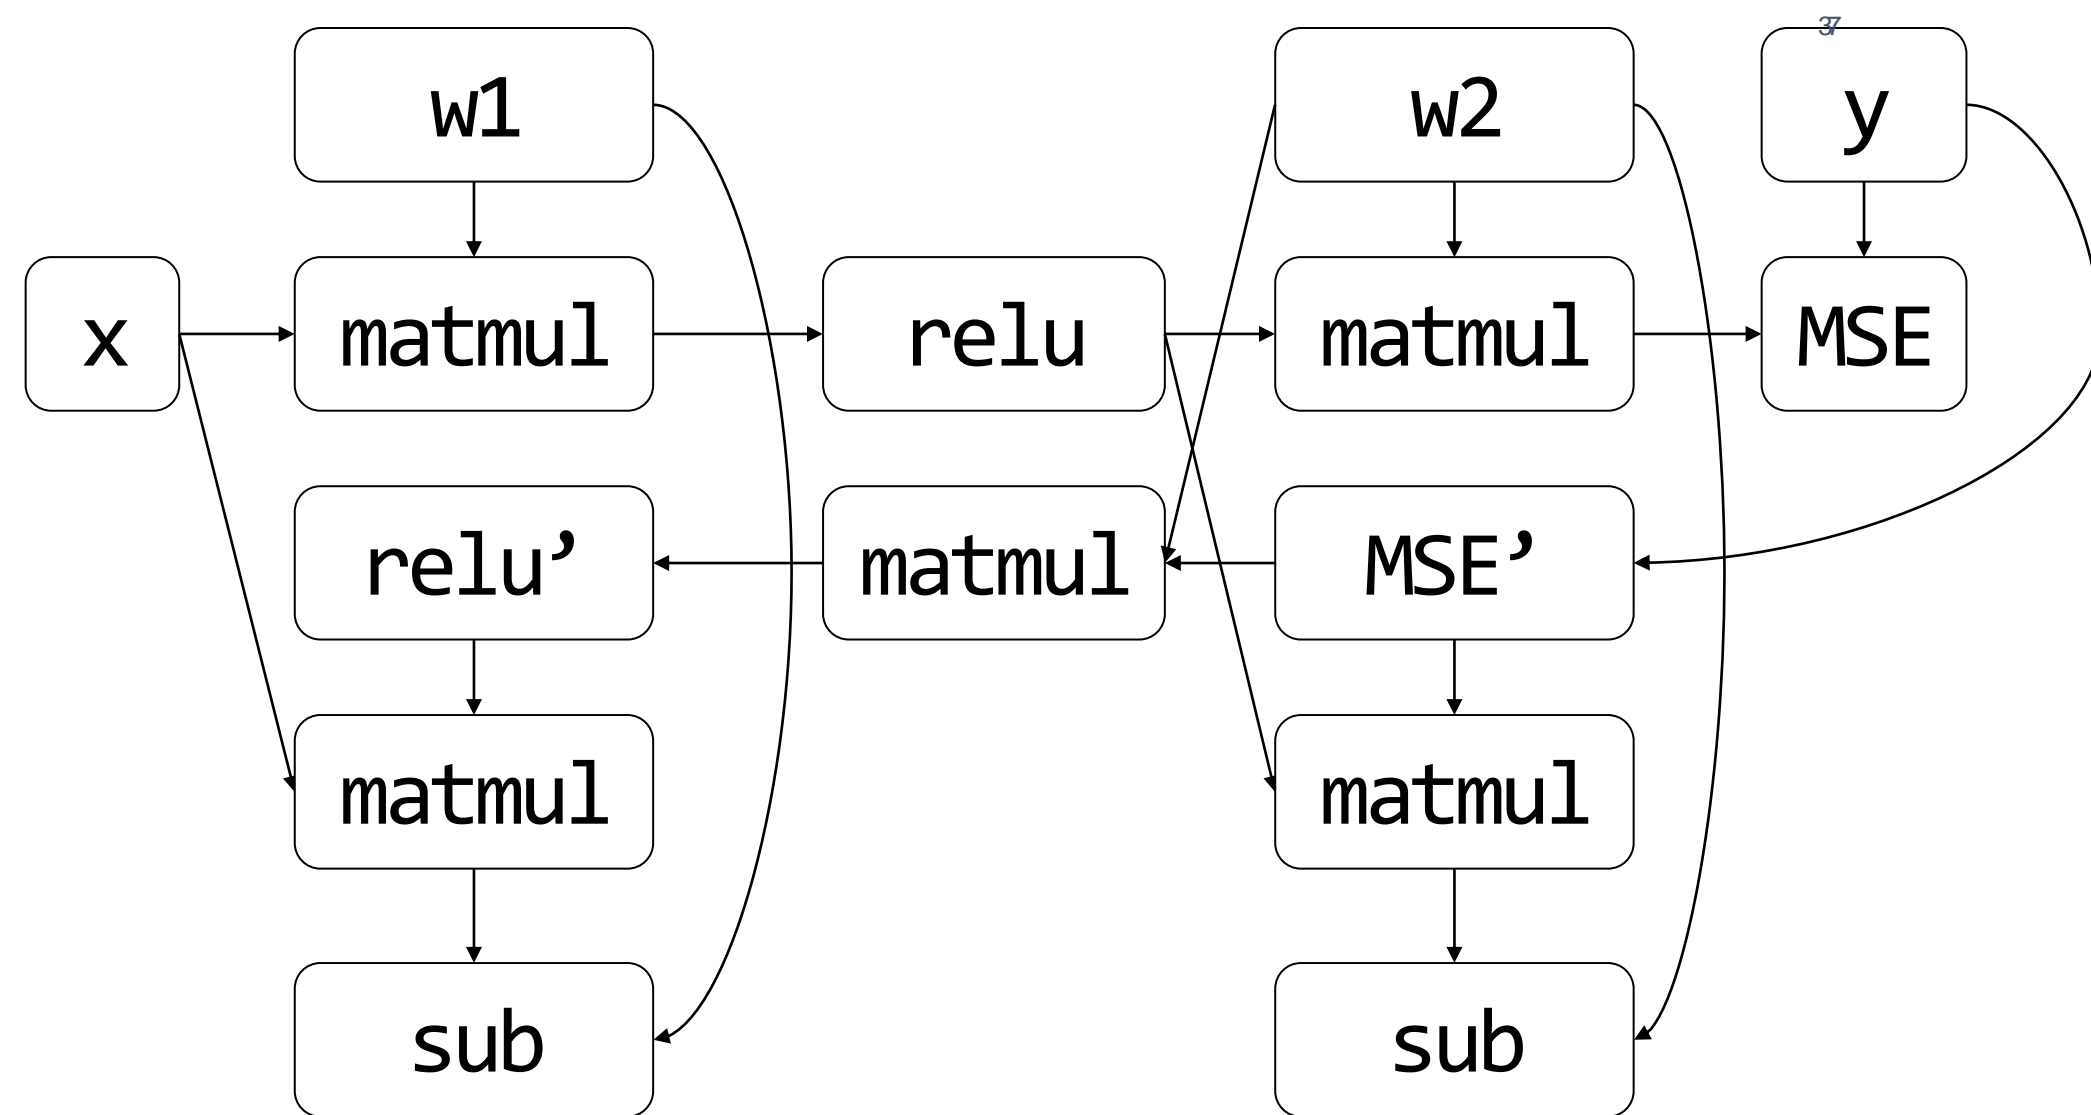 37
w1
w2
y
x
matmul
relu
matmul
MSE
relu’
matmul
MSE’
matmul
matmul
sub
sub